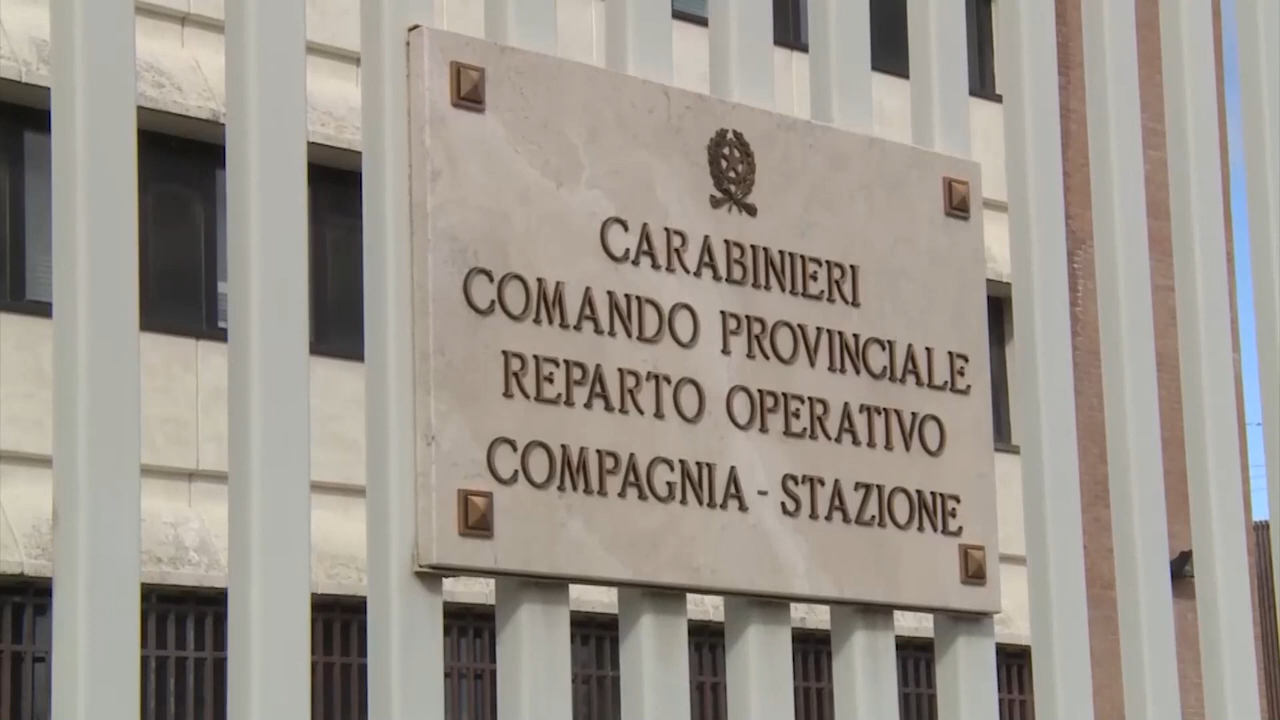 CARABINIERI
COMANDO PROVINCIALE
REPARTO OPERATIVO
COMPAGNIA - STAZIONE